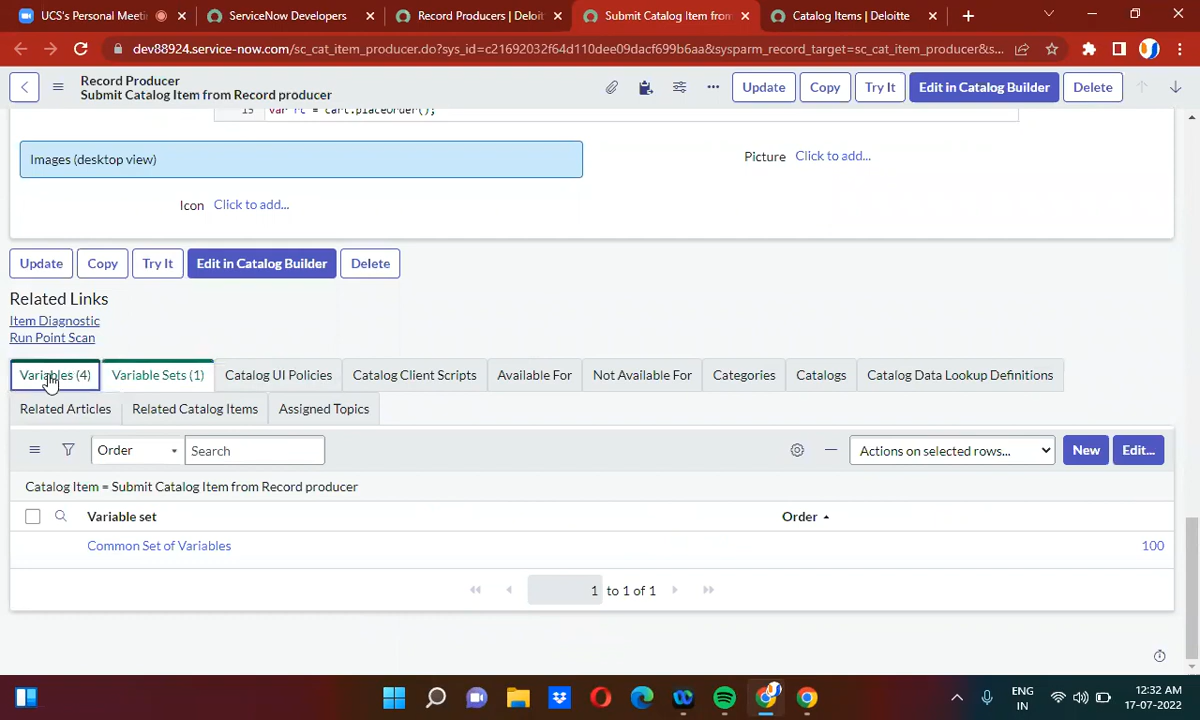 UCS's Personal Meeti
ServiceNow Developers
Record Producers | Deloit
Submit Catalog Item from
Catalog Items | Deloitte
dev88924.service-now.com/sc_cat_item_producer.do?sys_id=c21692032f64d110dee09dacf699b6aa&sysparm_record_target=sc_cat_item_producer&s...
Record Producer
Submit Catalog Item from Record producer
Update
Copy
Try It
Edit in Catalog Builder
Delete
15 var rc = cart.placeOrder();
Images (desktop view)
Picture Click to add...
Icon Click to add...
Update
Copy
Try It
Edit in Catalog Builder
Delete
Related Links
Item Diagnostic
Run Point Scan
Variables (4)
Variable Sets (1)
Catalog UI Policies
Catalog Client Scripts
Available For
Not Available For
Categories
Catalogs
Catalog Data Lookup Definitions
Related Articles
Related Catalog Items
Assigned Topics
Order
Search
Actions on selected rows...
New
Edit...
Catalog Item = Submit Catalog Item from Record producer
Variable set
Order
Common Set of Variables
100
1 to 1 of 1
ENG
IN
12:32 AM
17-07-2022